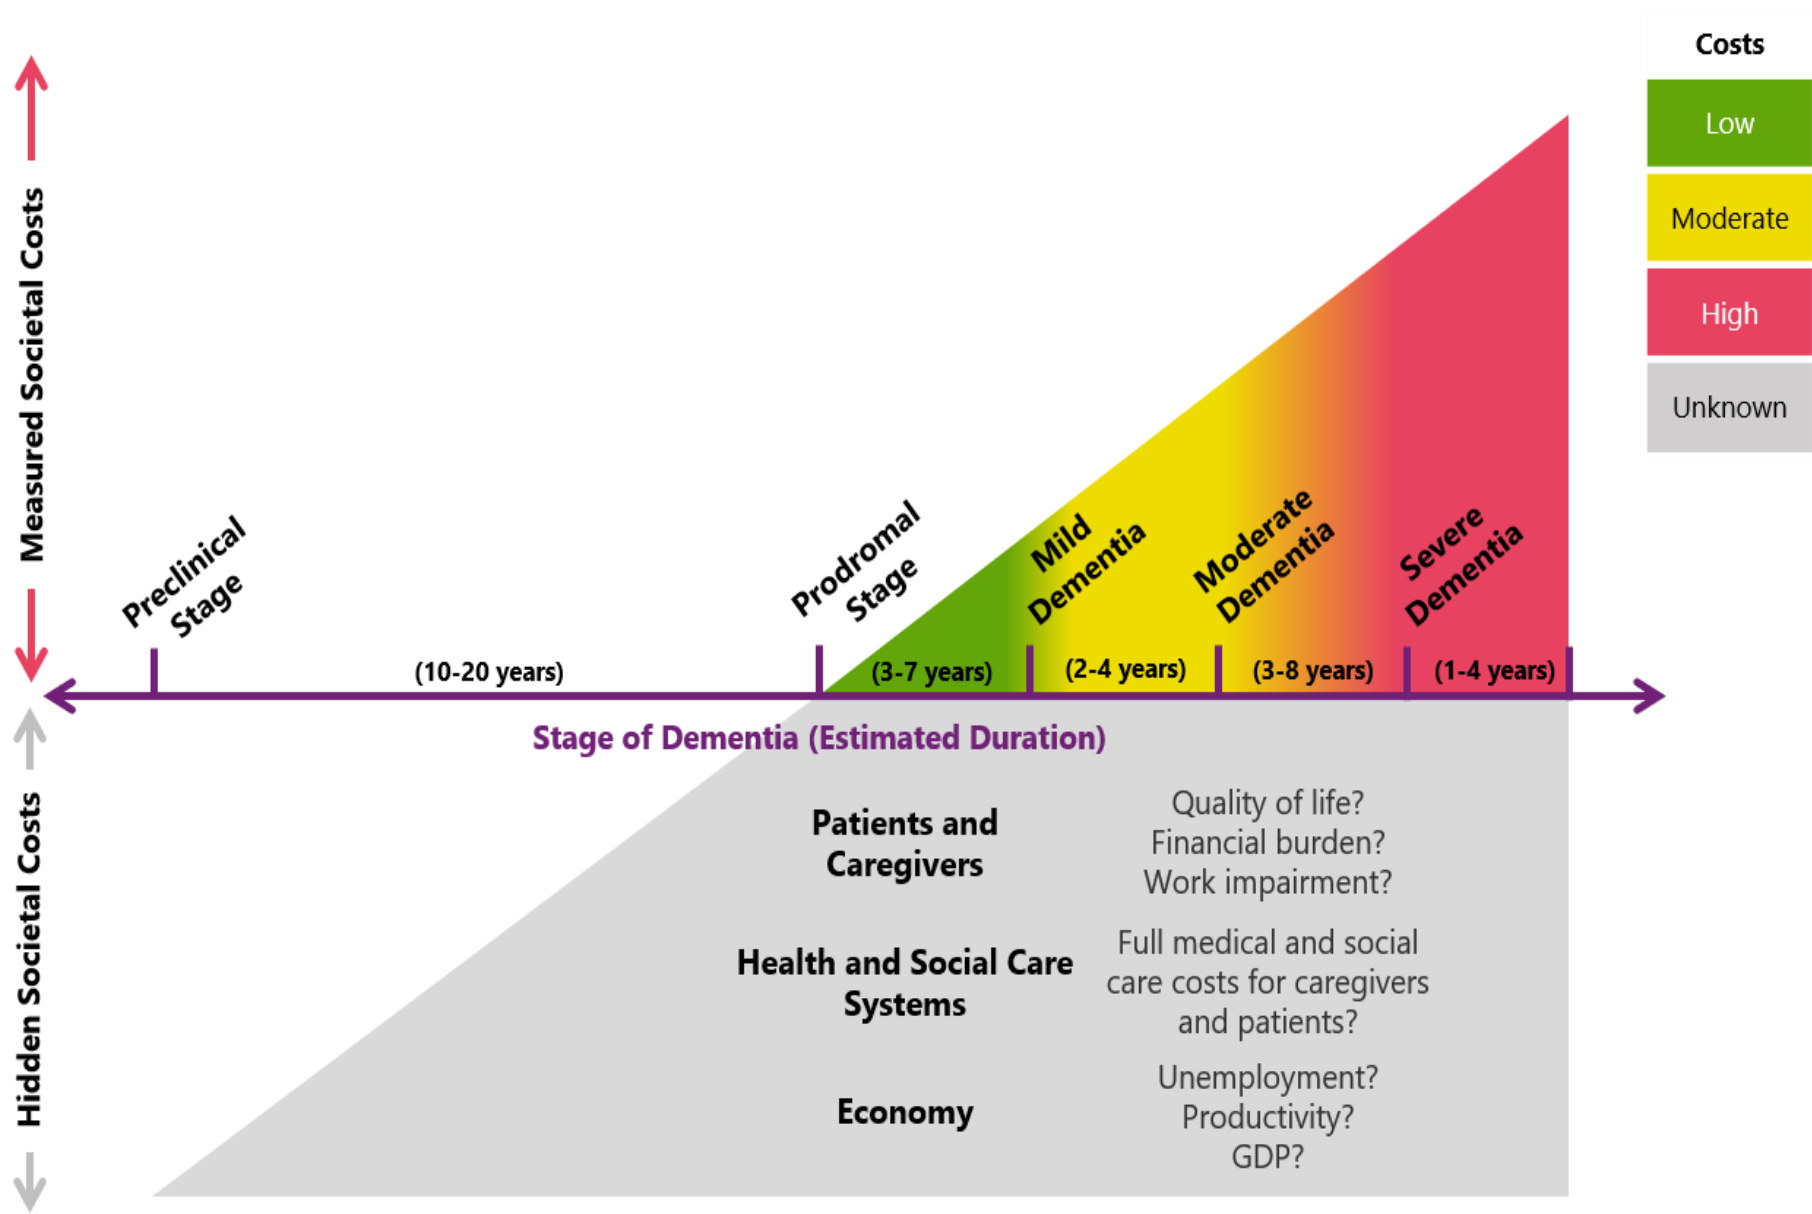 Costs
Low
Moderate
High
Unknown
Measured Societal Costs
Hidden Societal Costs
Preclinical
Stage
Prodromal
Stage
Mild
Dementia
Moderate
Dementia
Severe
Dementia
(10-20 years)
(3-7 years)
(2-4 years)
(3-8 years)
(1-4 years)
Stage of Dementia (Estimated Duration)
Patients and
Caregivers
Quality of life?
Financial burden?
Work impairment?
Health and Social Care
Systems
Full medical and social
care costs for caregivers
and patients?
Economy
Unemployment?
Productivity?
GDP?